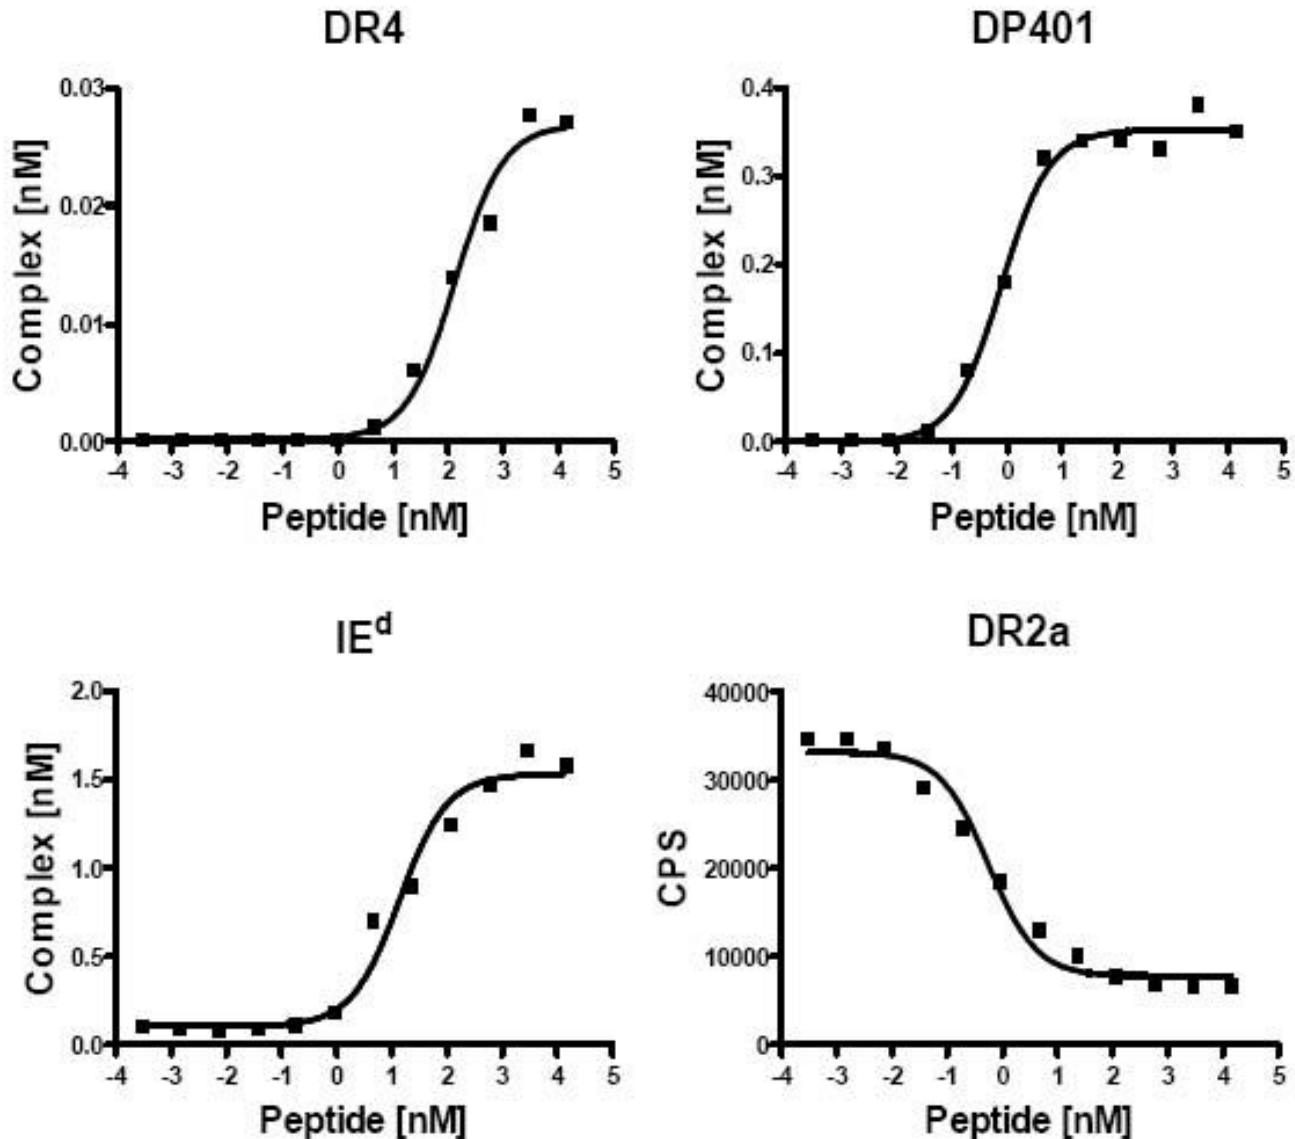 DR4
Complex [nM]
0.03
0.02
0.01
0.00
-4 -3 -2 -1 0 1 2 3 4 5
Peptide [nM]
DP401
Complex [nM]
0.4
0.3
0.2
0.1
0.0
-4 -3 -2 -1 0 1 2 3 4 5
Peptide [nM]
IEd
Complex [nM]
2.0
1.5
1.0
0.5
0.0
-4 -3 -2 -1 0 1 2 3 4 5
Peptide [nM]
DR2a
CPS
40000
30000
20000
10000
0
-4 -3 -2 -1 0 1 2 3 4 5
Peptide [nM]